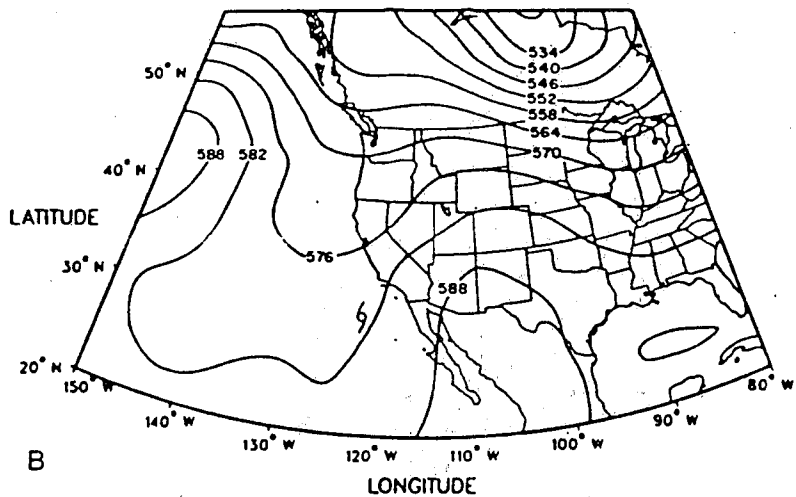 534
540
546
552
558
564
570
50° N
588 582
40° N
LATITUDE
576
30° N
588
20° N
150° W
80° W
140° W
90° W
130° W
100° W
120° W
110° W
B
LONGITUDE